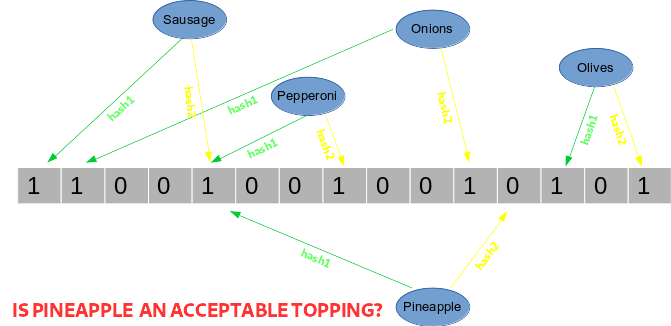 Sausage
Onions
Olives
Pepperoni
hash1
hash2
hash1
hash1
hash2
hash2
hash1
hash2
1 1 0 0 1 0 0 1 0 0 1 0 1 0 1
hash1
hash2
IS PINEAPPLE AN ACCEPTABLE TOPPING?
Pineapple